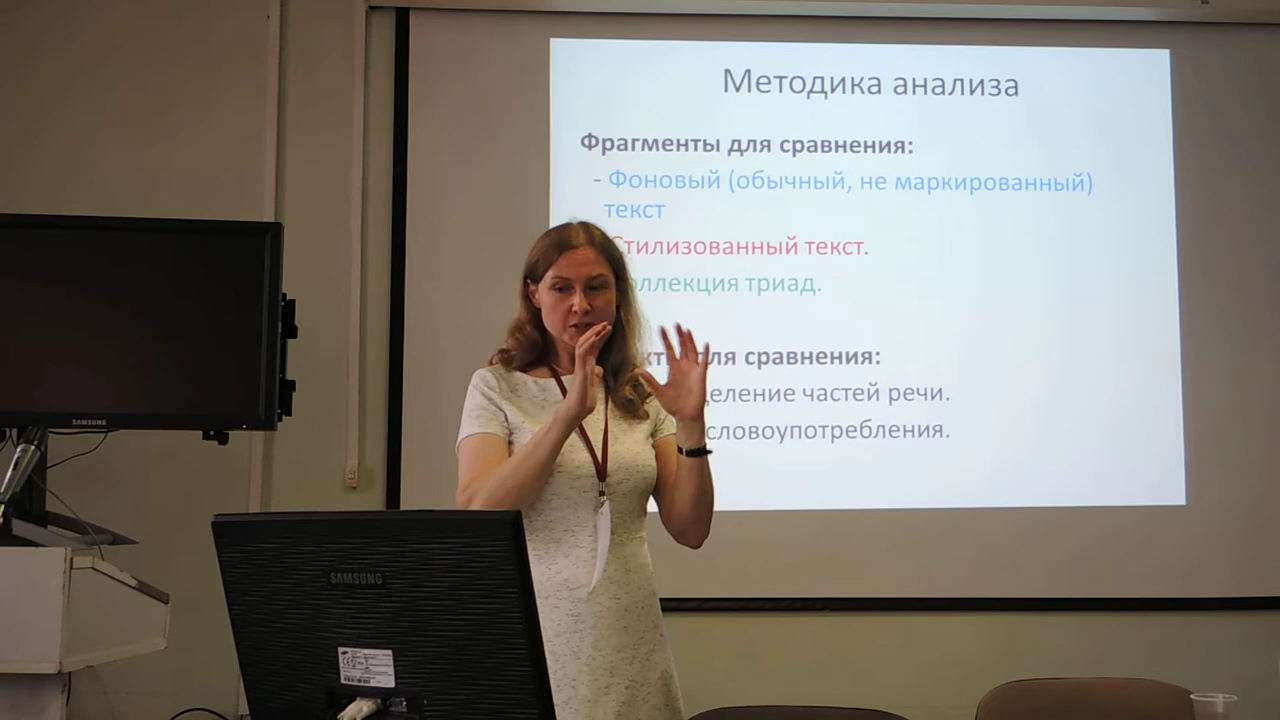 Методика анализа
Фрагменты для сравнения:
- Фоновый (обычный, не маркированный)
текст
Стилизованный текст.
оллекция триад.
для сравнения:
деление частей речи.
словоупотребления.
SAMSUNG
SAMSUNG